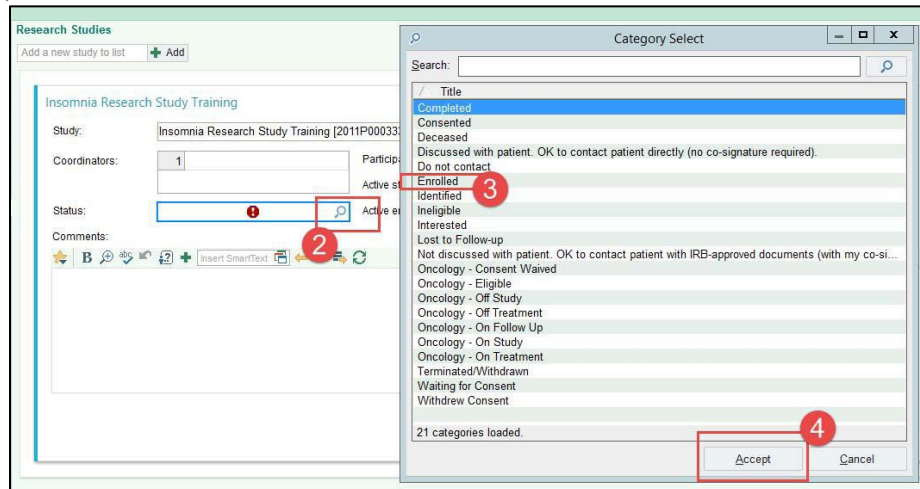 Research Studies
Add a new study to list Add
Insomnia Research Study Training
Study: Insomnia Research Study Training [2011P00033
Coordinators: 1
Status:
Comments:
B abc Insert SmartText
2
Category Select
Search:
Title
Completed
Consented
Deceased
Discussed with patient. OK to contact patient directly (no co-signature required).
Do not contact
Enrolled
3
Identified
Ineligible
Interested
Lost to Follow-up
Not discussed with patient. OK to contact patient with IRB-approved documents (with my co-si...
Oncology - Consent Waived
Oncology - Eligible
Oncology - Off Study
Oncology - Off Treatment
Oncology - On Follow Up
Oncology - On Study
Oncology - On Treatment
Terminated/Withdrawn
Waiting for Consent
Withdrew Consent
21 categories loaded.
4
Accept Cancel